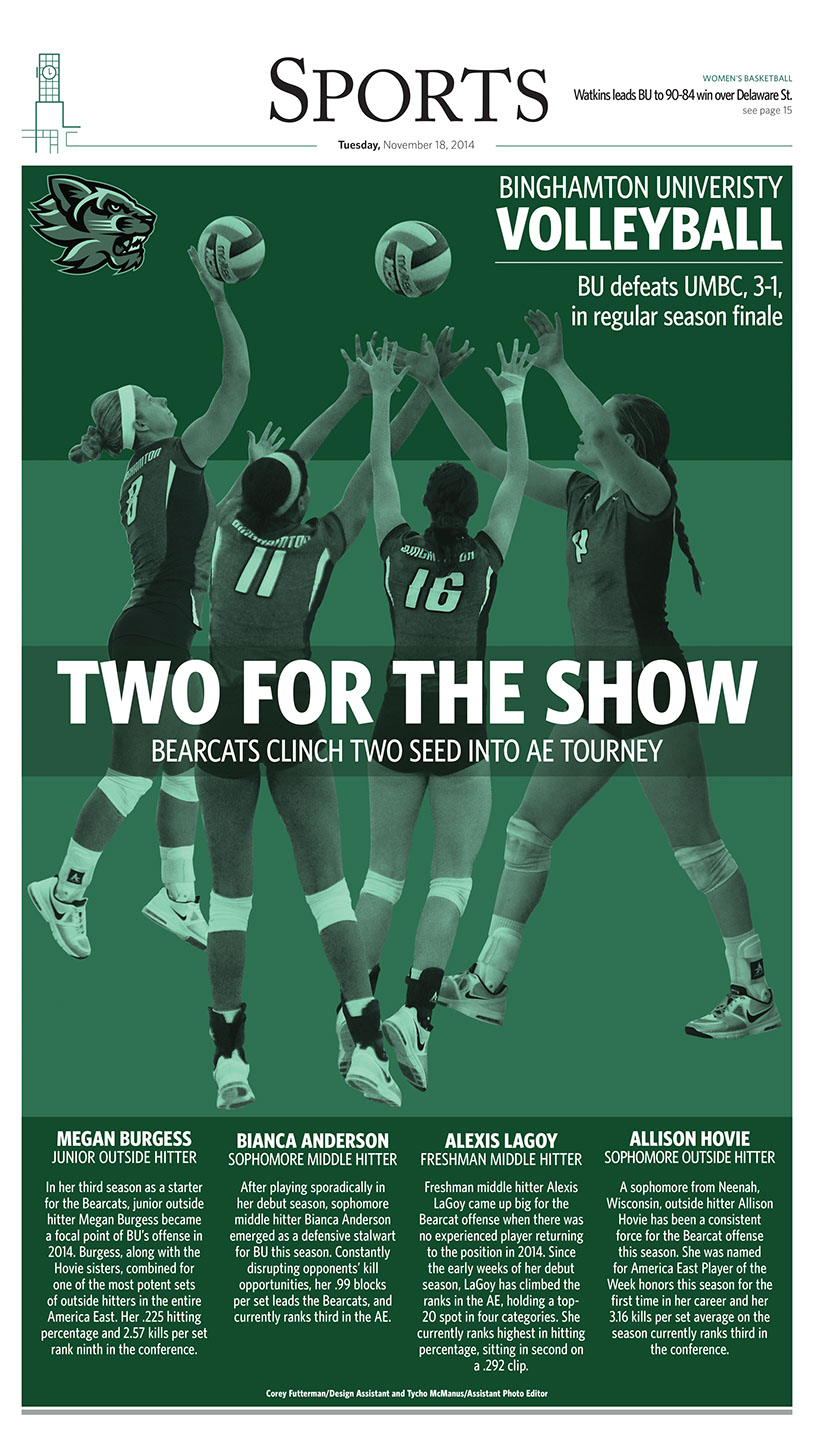 SPORTS
WOMEN'S BASKETBALL
Watkins leads BU to 90-84 win over Delaware St.
see page 15
Tuesday, November 18, 2014
BINGHAMTON UNIVERISTY
VOLLEYBALL
BU defeats UMBC, 3-1,
in regular season finale
8
11
BINGHAMTON
16
TWO FOR THE SHOW
BEARCATS CLINCH TWO SEED INTO AE TOURNEY
MEGAN BURGESS
JUNIOR OUTSIDE HITTER
In her third season as a starter
for the Bearcats, junior outside
hitter Megan Burgess became
a focal point of BU's offense in
2014. Burgess, along with the
Hovie sisters, combined for
one of the most potent sets
of outside hitters in the entire
America East. Her .225 hitting
percentage and 2.57 kills per set
rank ninth in the conference.
BIANCA ANDERSON
SOPHOMORE MIDDLE HITTER
After playing sporadically in
her debut season, sophomore
middle hitter Bianca Anderson
emerged as a defensive stalwart
for BU this season. Constantly
disrupting opponents' kill
opportunities, her .99 blocks
per set leads the Bearcats, and
currently ranks third in the AE.
ALEXIS LAGOY
FRESHMAN MIDDLE HITTER
Freshman middle hitter Alexis
LaGoy came up big for the
Bearcat offense when there was
no experienced player returning
to the position in 2014. Since
the early weeks of her debut
season, LaGoy has climbed the
ranks in the AE, holding a top-
20 spot in four categories. She
currently ranks highest in hitting
percentage, sitting in second on
a .292 clip.
ALLISON HOVIE
SOPHOMORE OUTSIDE HITTER
A sophomore from Neenah,
Wisconsin, outside hitter Allison
Hovie has been a consistent
force for the Bearcat offense
this season. She was named
for America East Player of the
Week honors this season for the
first time in her career and her
3.16 kills per set average on the
season currently ranks third in
the conference.
Corey Futterman/Design Assistant and Tycho McManus/Assistant Photo Editor